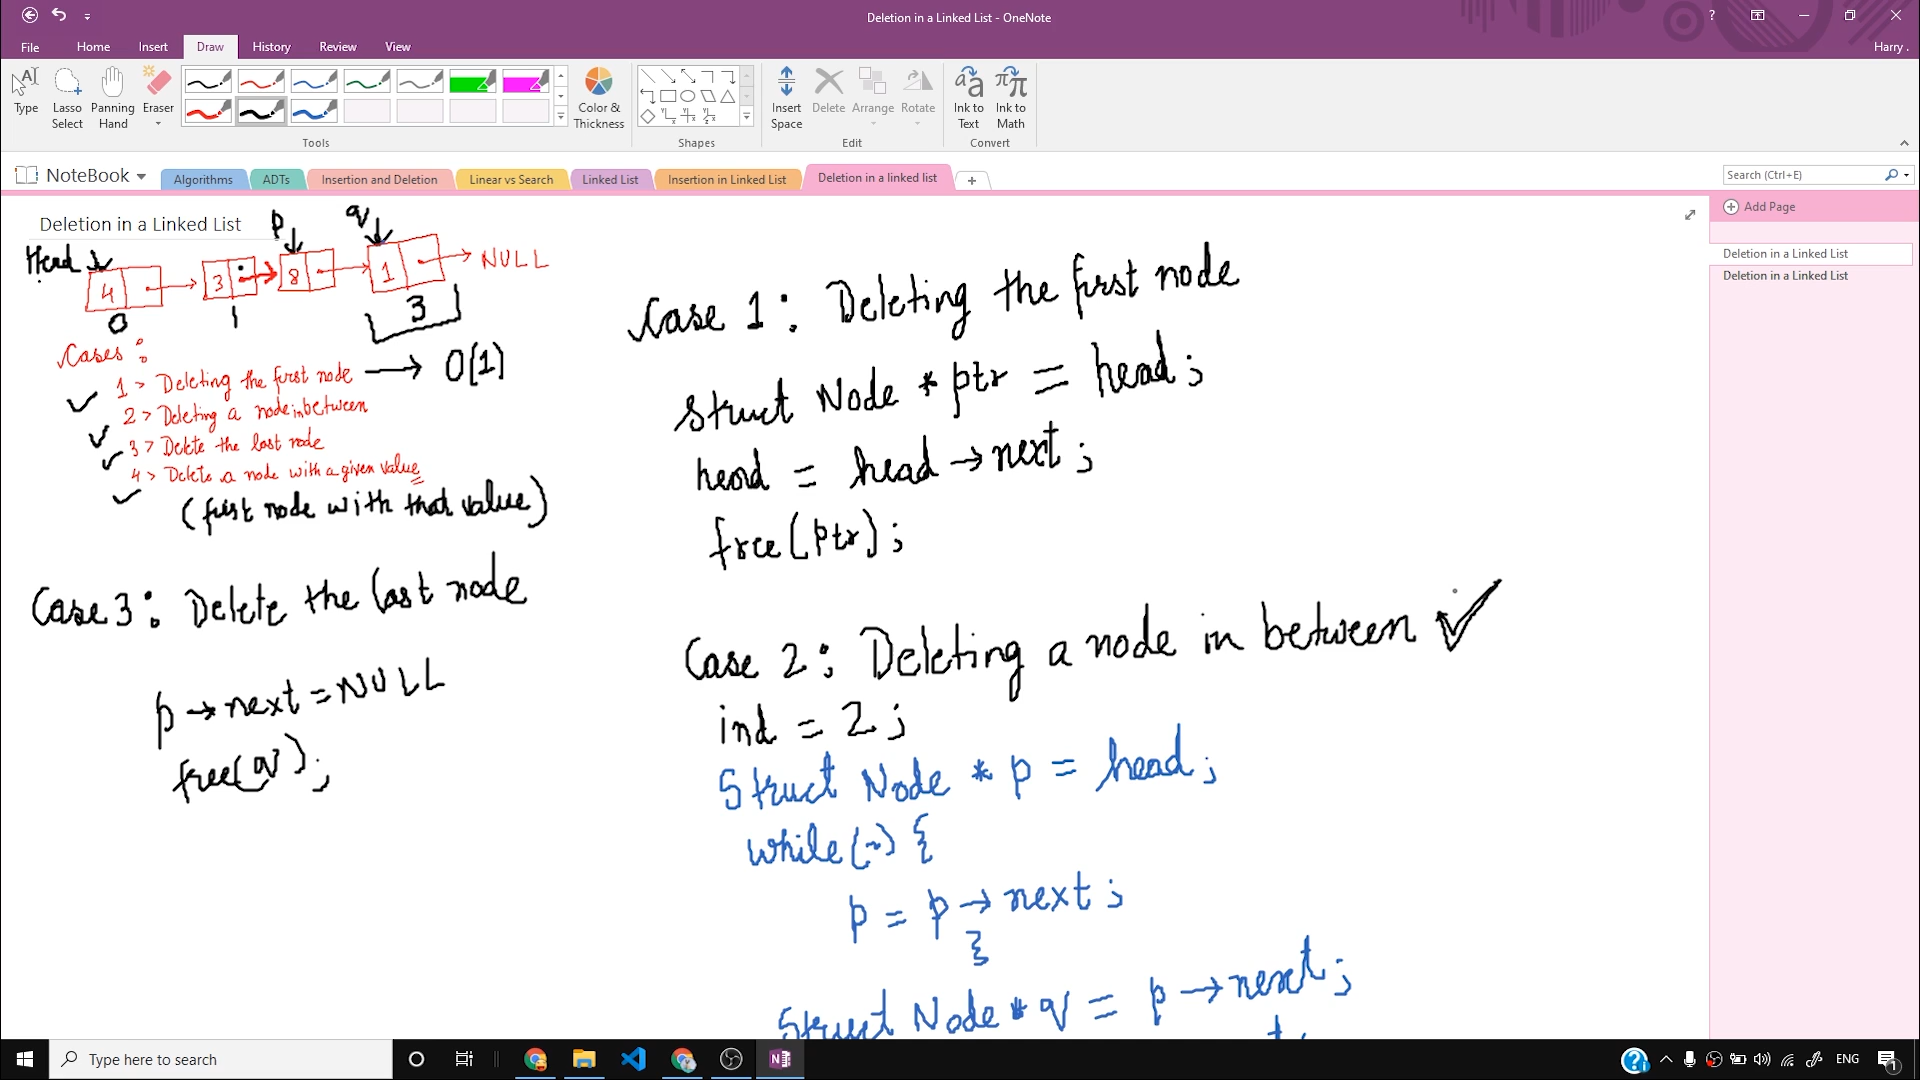 Deletion in a Linked List - OneNote
File Home Insert Draw History Review View
Harry .
Type
Lasso Select
Panning Hand
Eraser
Color & Thickness
Insert Space
Delete
Arrange
Rotate
Ink to Text
Ink to Math
Tools
Shapes
Edit
Convert
NoteBook
Algorithms
ADTs
Insertion and Deletion
Linear vs Search
Linked List
Insertion in Linked List
Deletion in a linked list
Search (Ctrl+E)
Add Page
Deletion in a Linked List
Deletion in a Linked List
Deletion in a Linked List
p q
Head
4 3 8 1 NULL
0 1 3
Cases :
1 > Deleting the first node → O(1)
2 > Deleting a node in between
3 > Delete the last node
4 > Delete a node with a given value
(first node with that value)
Case 3 : Delete the last node
p → next = NULL
free(q) ;
Case 1 : Deleting the first node
struct Node * ptr = head ;
head = head → next ;
free(ptr) ;
Case 2 : Deleting a node in between ✓
ind = 2 ;
Struct Node * p = head ;
while(~) {
p = p → next ;
}
Struct Node * q = p → next ;
Type here to search
ENG
1